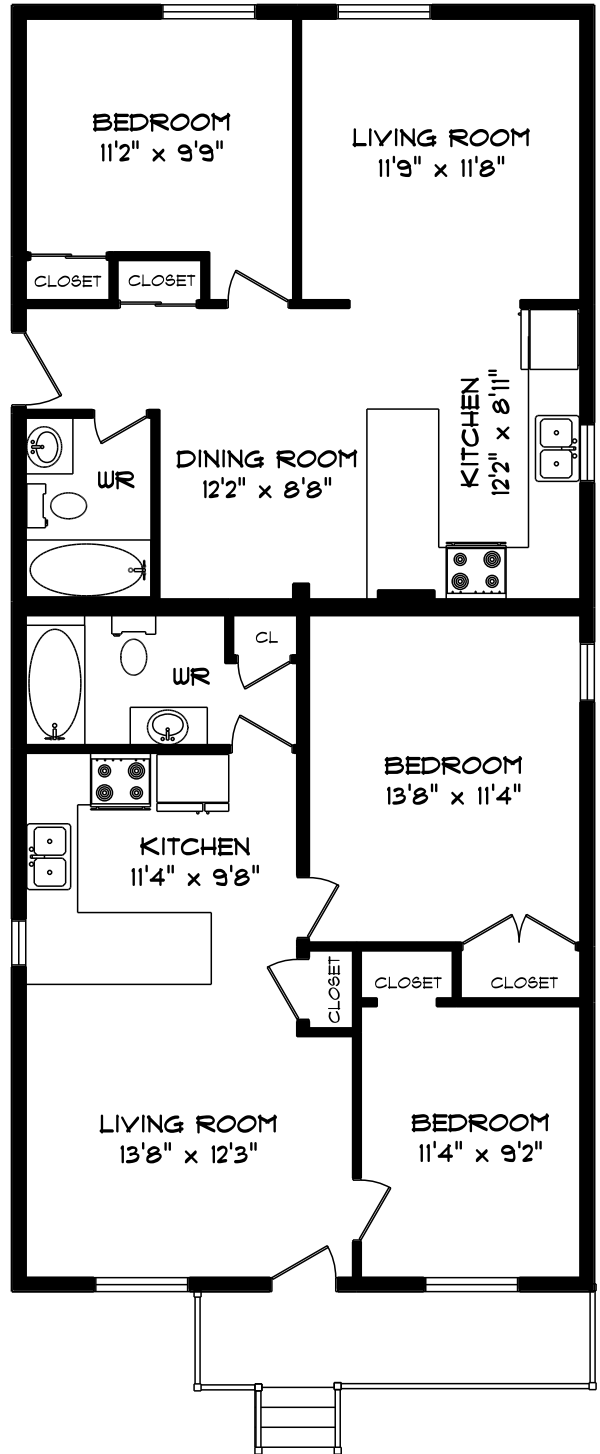 BEDROOM
11'2" x 9'9"
LIVING ROOM
11'9" x 11'8"
CLOSET
CLOSET
KITCHEN
12'2" x 8'11"
DINING ROOM
12'2" x 8'8"
WR
CL
WR
BEDROOM
13'8" x 11'4"
KITCHEN
11'4" x 9'8"
CLOSET
CLOSET
CLOSET
LIVING ROOM
13'8" x 12'3"
BEDROOM
11'4" x 9'2"